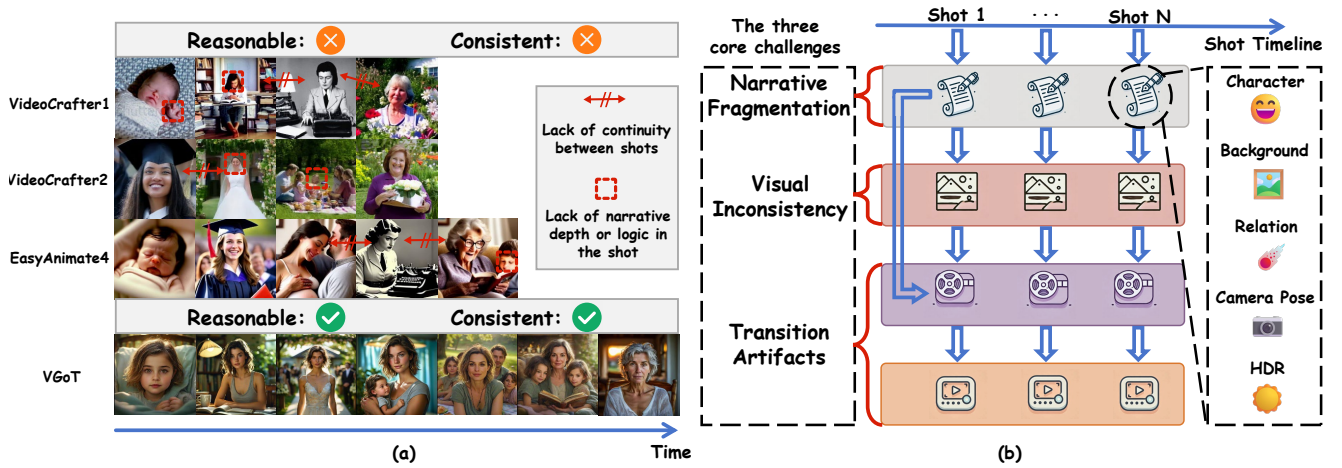 Reasonable:
Consistent:
VideoCrafter1
VideoCrafter2
EasyAnimate4
Lack of continuity
between shots
Lack of narrative
depth or logic in
the shot
Reasonable:
Consistent:
VGoT
Time
(a)
The three
core challenges
Shot 1
...
Shot N
Shot Timeline
Narrative
Fragmentation
Visual
Inconsistency
Transition
Artifacts
Character
Background
Relation
Camera Pose
HDR
(b)